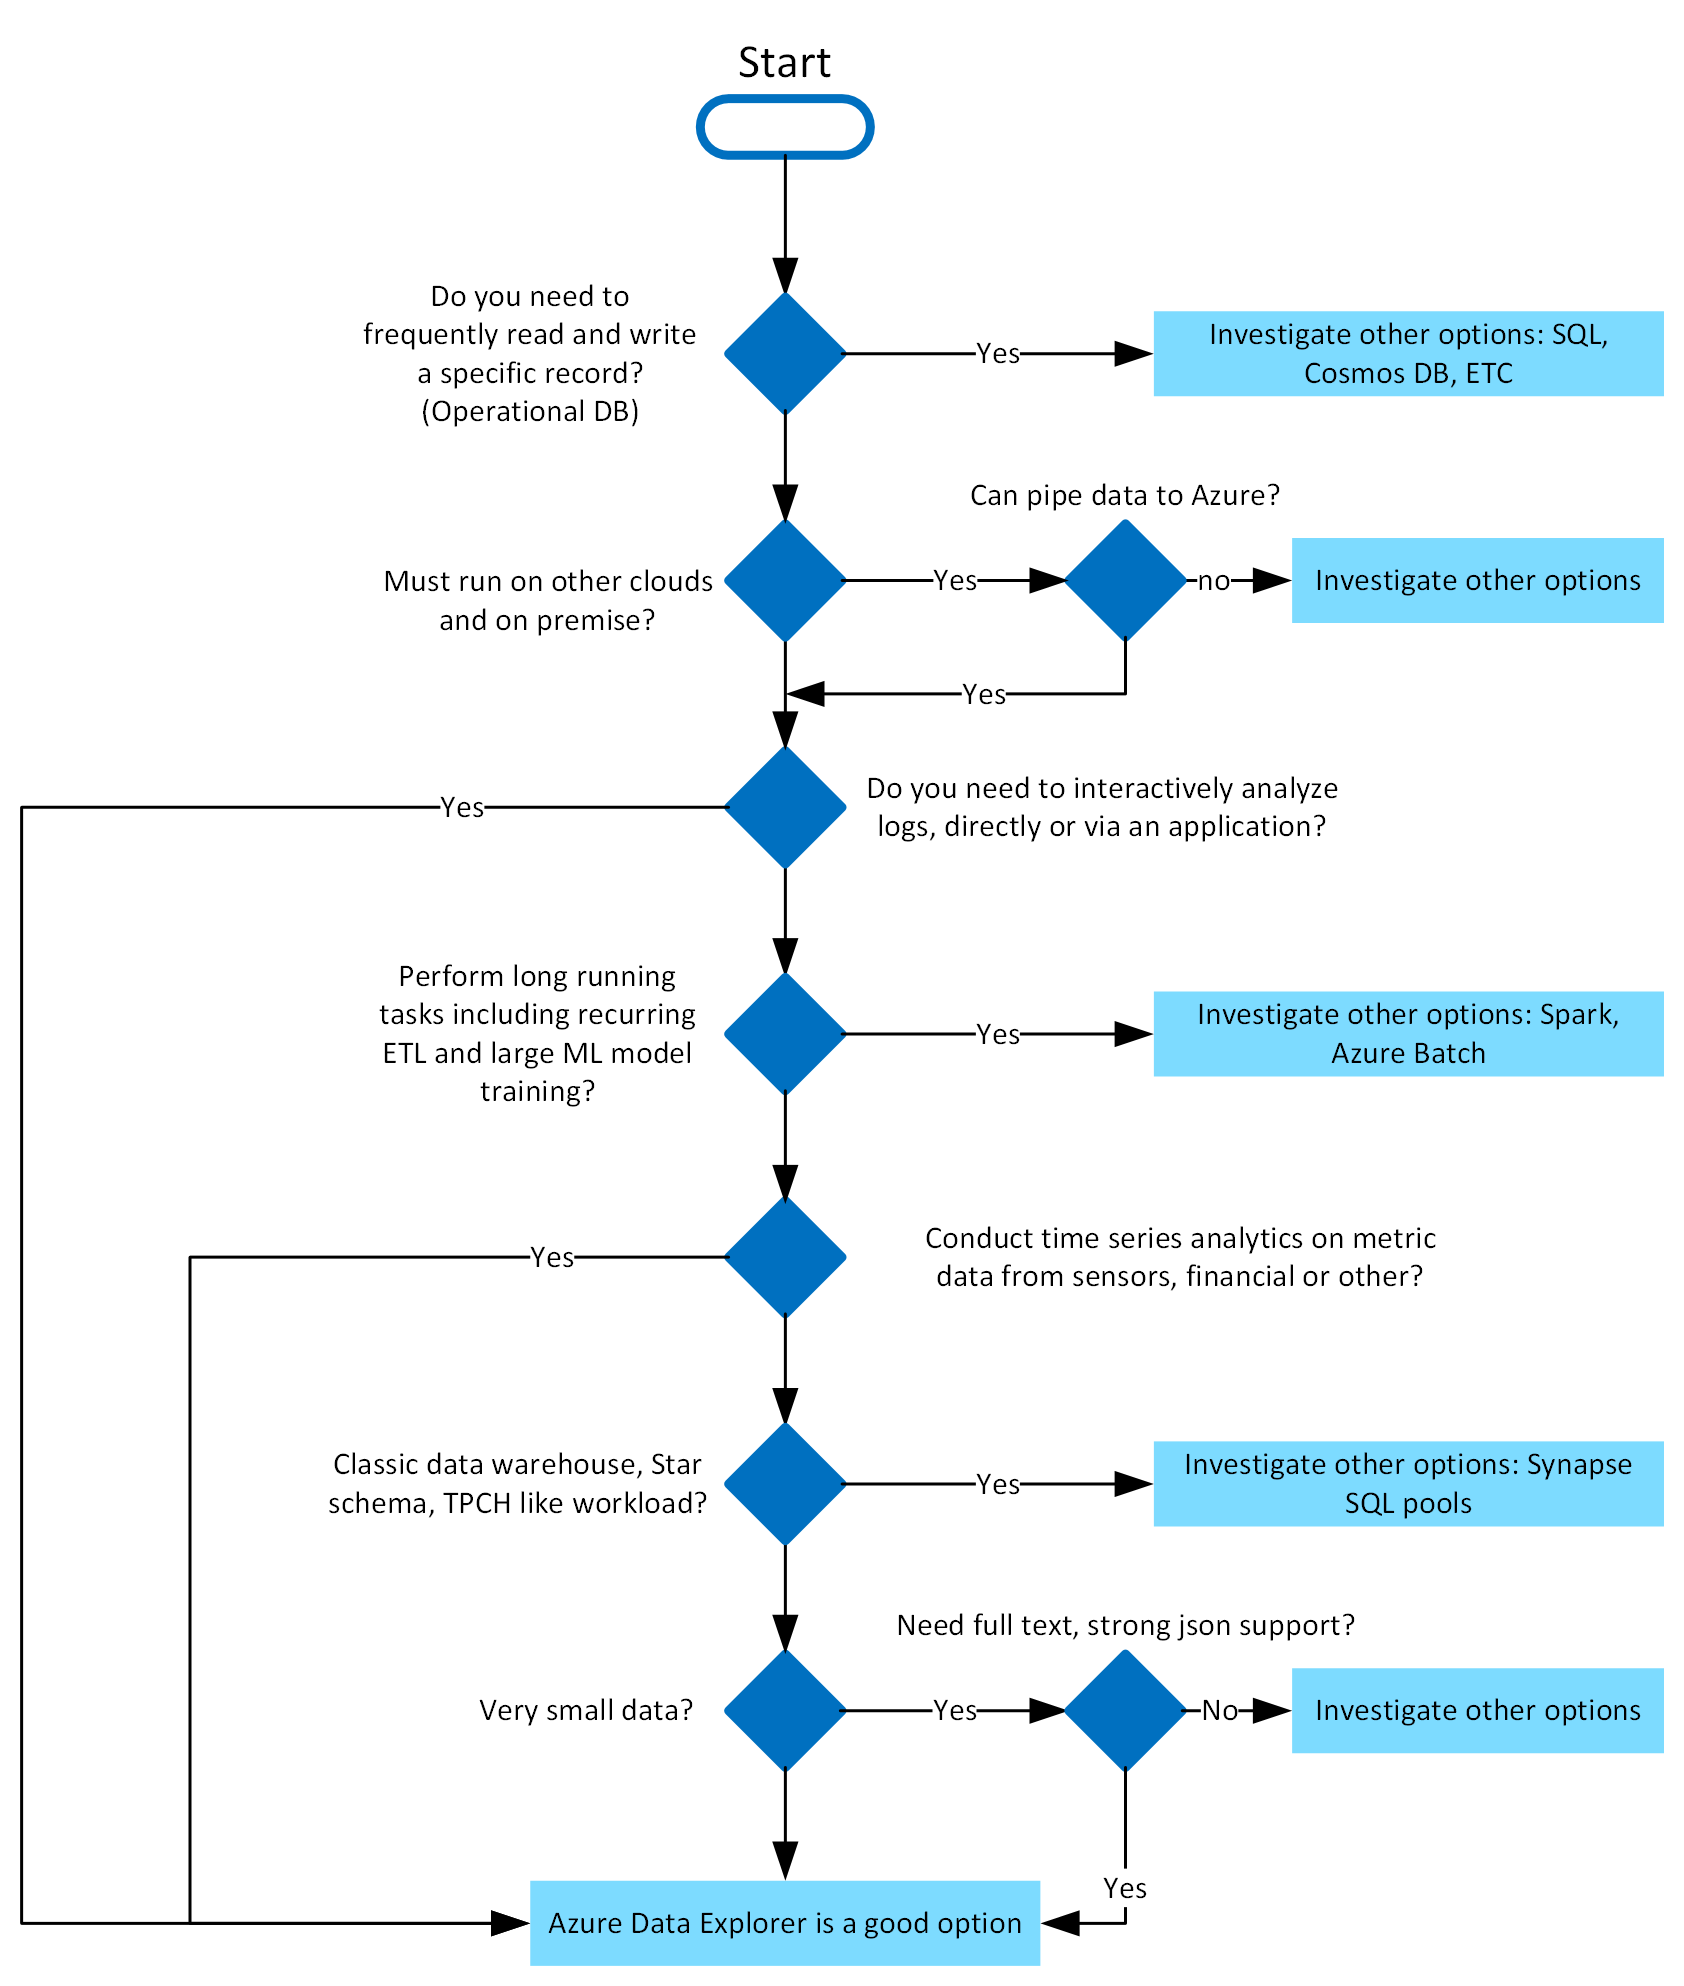 Start
Do you need to
frequently read and write
a specific record?
(Operational DB)
Yes
Investigate other options: SQL,
Cosmos DB, ETC
Can pipe data to Azure?
Must run on other clouds
and on premise?
Yes
no
Investigate other options
Yes
Yes
Do you need to interactively analyze
logs, directly or via an application?
Perform long running
tasks including recurring
ETL and large ML model
training?
Yes
Investigate other options: Spark,
Azure Batch
Yes
Conduct time series analytics on metric
data from sensors, financial or other?
Classic data warehouse, Star
schema, TPCH like workload?
Yes
Investigate other options: Synapse
SQL pools
Need full text, strong json support?
Very small data?
Yes
No
Investigate other options
Yes
Azure Data Explorer is a good option